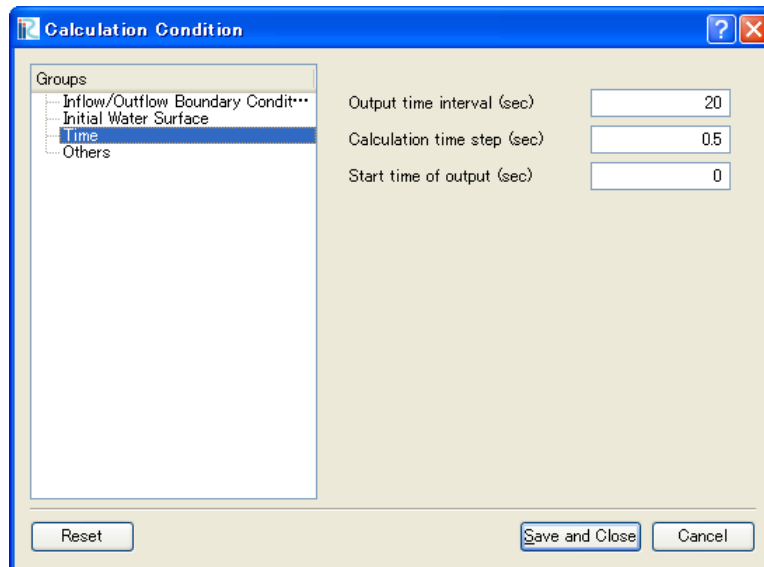 Calculation Condition
Groups
Inflow/Outflow Boundary Condit···
Initial Water Surface
Time
Others
Output time interval (sec) 20
Calculation time step (sec) 0.5
Start time of output (sec) 0
Reset
Save and Close
Cancel